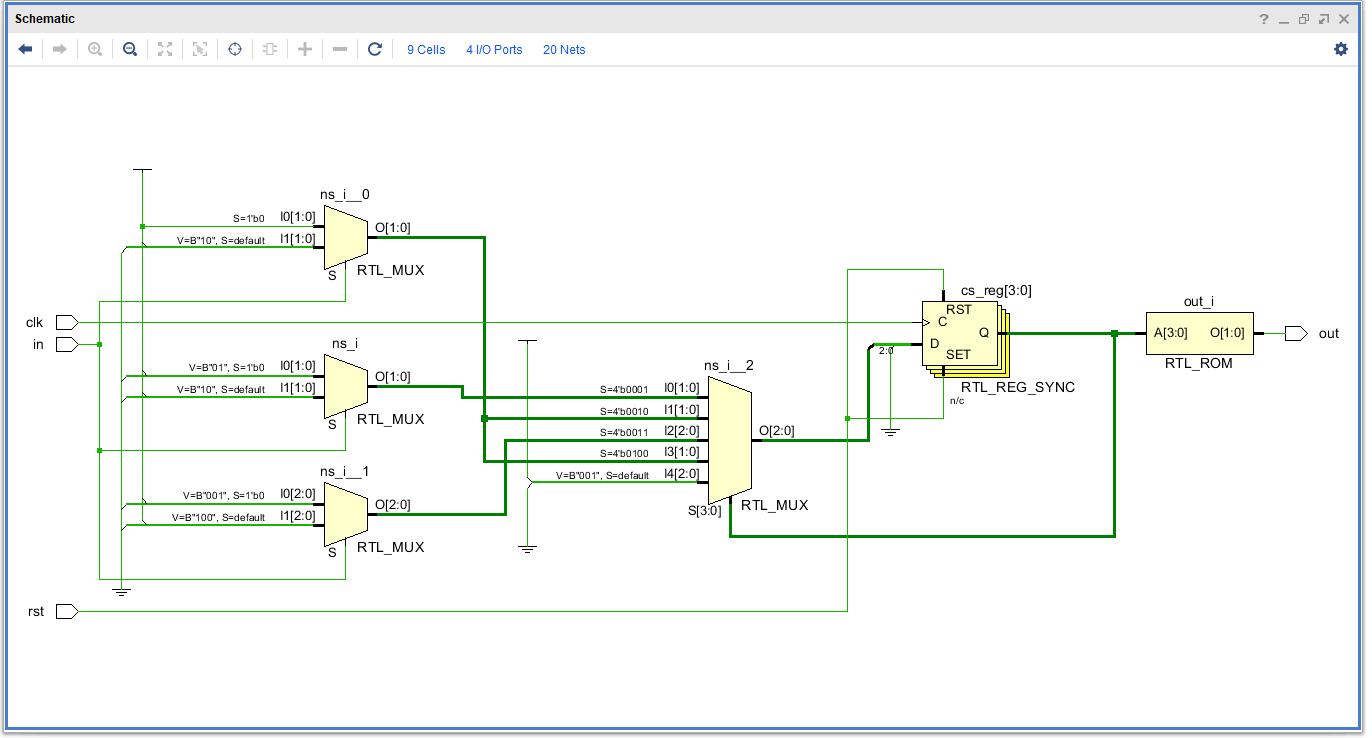 Schematic
9 Cells 4 I/O Ports 20 Nets
ns_i__0
S=1'b0 I0[1:0] O[1:0]
V=B"10", S=default I1[1:0]
S RTL_MUX
cs_reg[3:0]
RST
clk C
in D Q
2:0 SET
RTL_REG_SYNC
n/c
out_i
A[3:0] O[1:0] out
RTL_ROM
ns_i
V=B"01", S=1'b0 I0[1:0] O[1:0]
V=B"10", S=default I1[1:0]
S RTL_MUX
ns_i__2
S=4'b0001 I0[1:0]
S=4'b0010 I1[1:0]
S=4'b0011 I2[2:0] O[2:0]
S=4'b0100 I3[1:0]
V=B"001", S=default I4[2:0]
S[3:0] RTL_MUX
ns_i__1
V=B"001", S=1'b0 I0[2:0] O[2:0]
V=B"100", S=default I1[2:0]
S RTL_MUX
rst